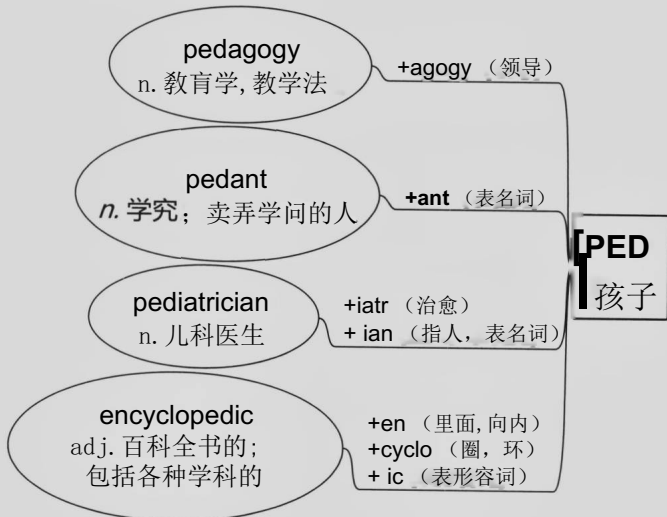 pedagogy
n. 教肓学,教学法
+agogy （领导）
pedant
n. 学究；卖弄学问的人
+ant （表名词）
[PED
孩子
pediatrician
n. 儿科医生
+iatr （治愈）
+ ian （指人，表名词）
encyclopedic
adj. 百科全书的;
包括各种学科的
+en （里面,向内）
+cyclo （圈，环）
+ ic （表形容词）